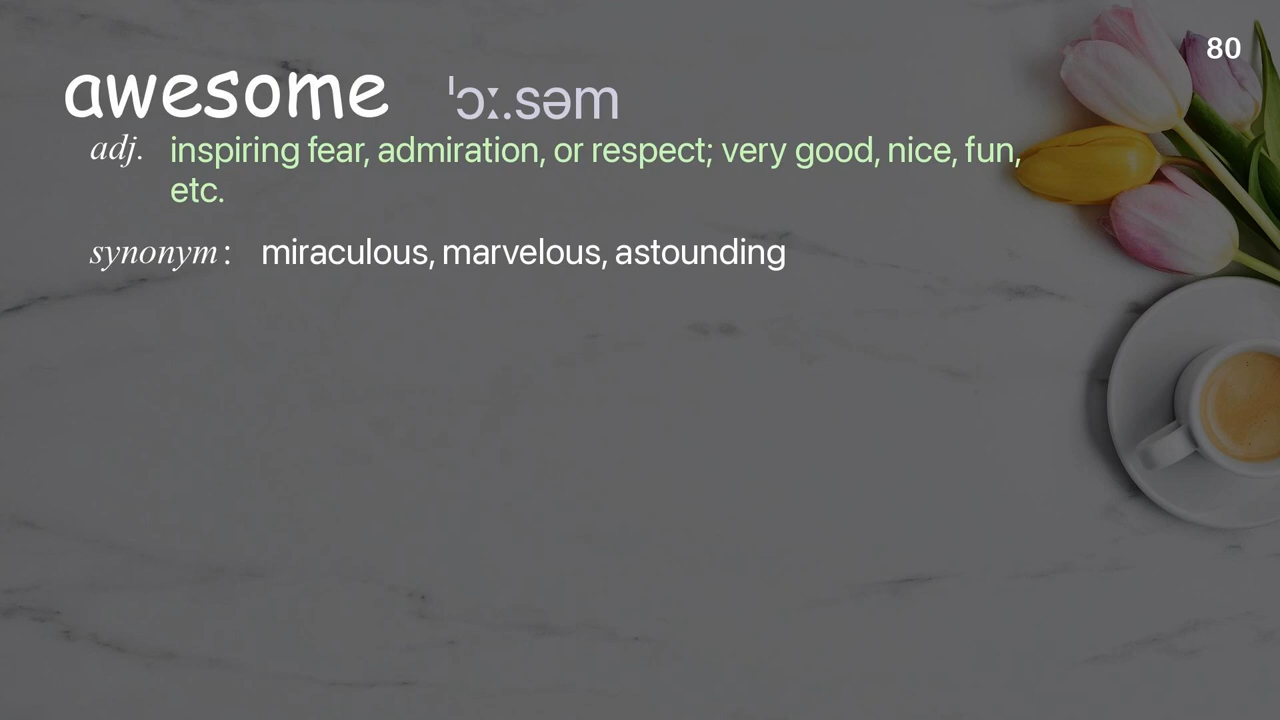 80
awesome ˈɔː.səm
adj. inspiring fear, admiration, or respect; very good, nice, fun,
etc.
synonym : miraculous, marvelous, astounding